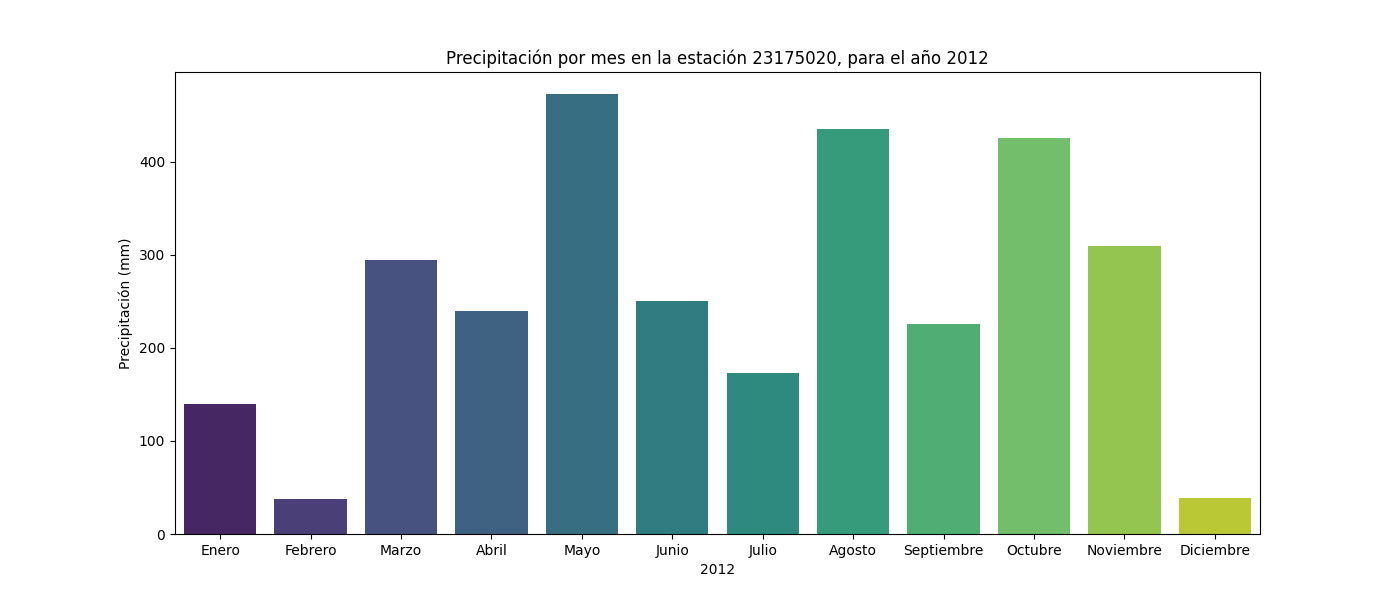 Precipitación por mes en la estación 23175020, para el año 2012
Precipitación (mm)
400
300
200
100
0
Enero Febrero Marzo Abril Mayo Junio Julio Agosto Septiembre Octubre Noviembre Diciembre
2012